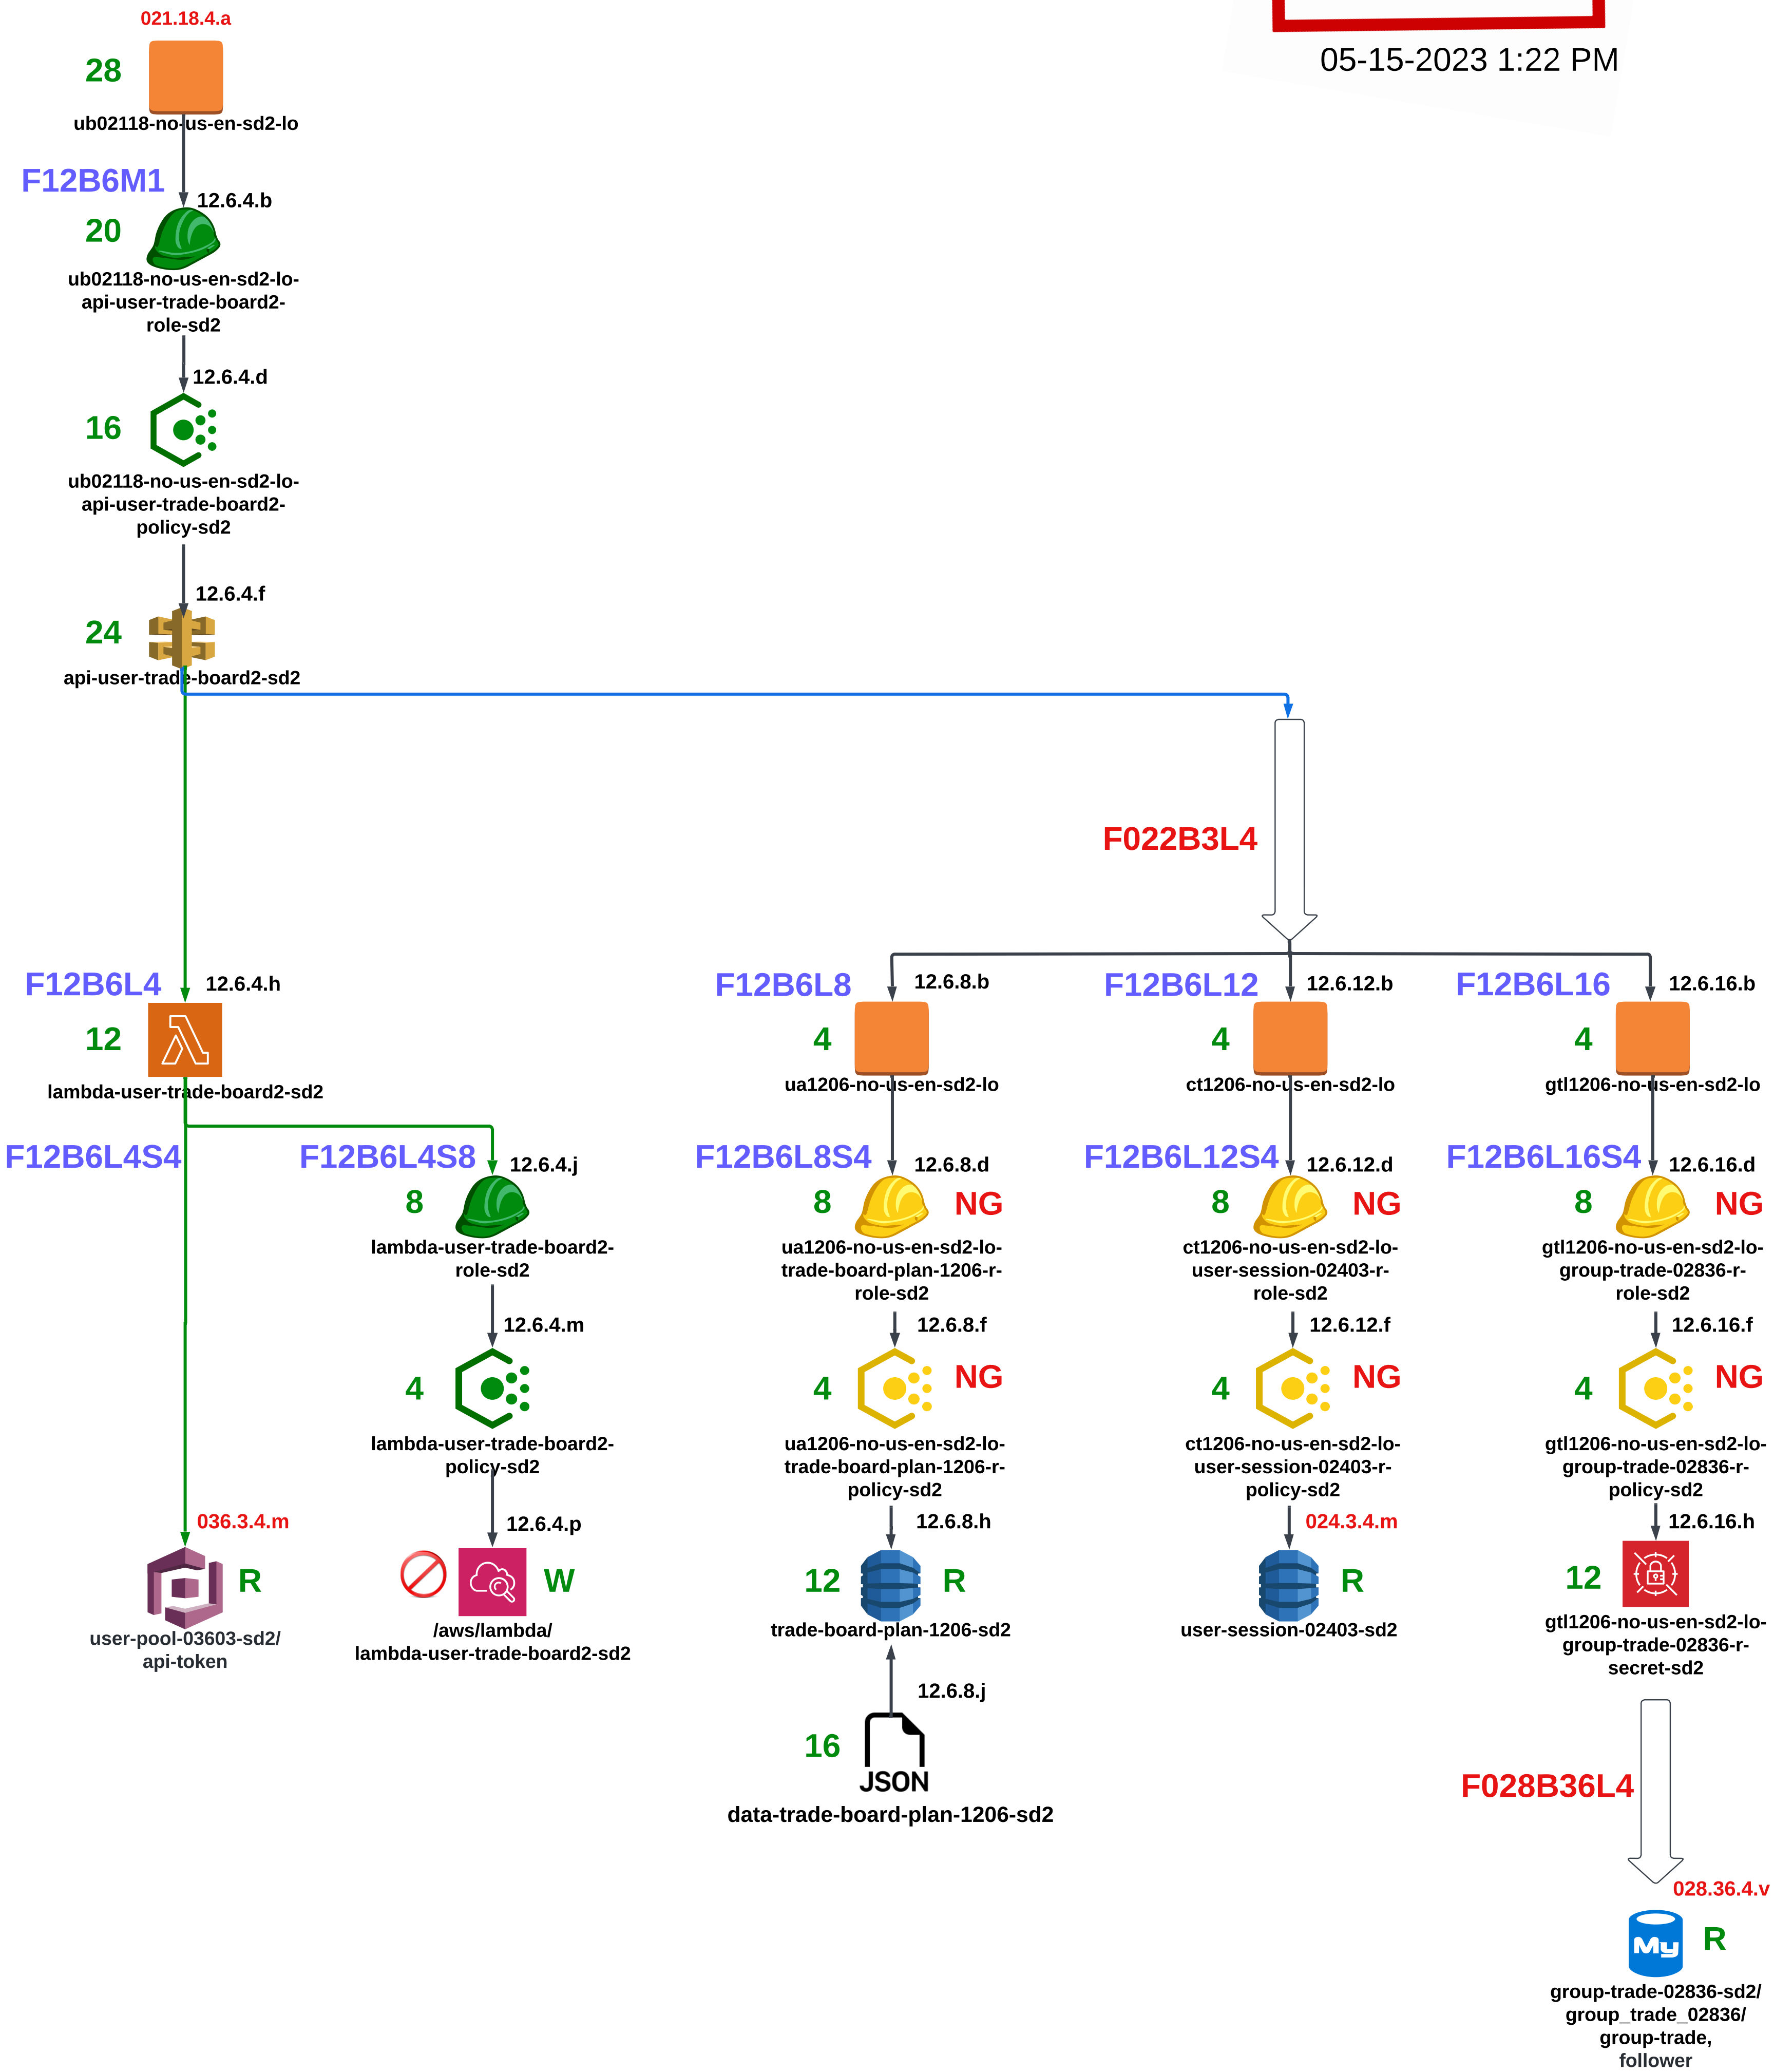 021.18.4.a
05-15-2023 1:22 PM
28
ub02118-no-us-en-sd2-lo
F12B6M1
12.6.4.b
20
ub02118-no-us-en-sd2-lo-
api-user-trade-board2-
role-sd2
12.6.4.d
16
ub02118-no-us-en-sd2-lo-
api-user-trade-board2-
policy-sd2
12.6.4.f
24
api-user-trade-board2-sd2
F022B3L4
F12B6L4
12.6.4.h
12
lambda-user-trade-board2-sd2
F12B6L4S4
036.3.4.m
R
user-pool-03603-sd2/
api-token
F12B6L4S8
12.6.4.j
8
lambda-user-trade-board2-
role-sd2
12.6.4.m
4
lambda-user-trade-board2-
policy-sd2
12.6.4.p
W
/aws/lambda/
lambda-user-trade-board2-sd2
F12B6L8
12.6.8.b
4
ua1206-no-us-en-sd2-lo
F12B6L8S4
12.6.8.d
8
NG
ua1206-no-us-en-sd2-lo-
trade-board-plan-1206-r-
role-sd2
12.6.8.f
4
NG
ua1206-no-us-en-sd2-lo-
trade-board-plan-1206-r-
policy-sd2
12.6.8.h
12
R
trade-board-plan-1206-sd2
12.6.8.j
16
JSON
data-trade-board-plan-1206-sd2
F12B6L12
12.6.12.b
4
ct1206-no-us-en-sd2-lo
F12B6L12S4
12.6.12.d
8
NG
ct1206-no-us-en-sd2-lo-
user-session-02403-r-
role-sd2
12.6.12.f
4
NG
ct1206-no-us-en-sd2-lo-
user-session-02403-r-
policy-sd2
024.3.4.m
R
user-session-02403-sd2
F12B6L16
12.6.16.b
4
gtl1206-no-us-en-sd2-lo
F12B6L16S4
12.6.16.d
8
NG
gtl1206-no-us-en-sd2-lo-
group-trade-02836-r-
role-sd2
12.6.16.f
4
NG
gtl1206-no-us-en-sd2-lo-
group-trade-02836-r-
policy-sd2
12.6.16.h
12
gtl1206-no-us-en-sd2-lo-
group-trade-02836-r-
secret-sd2
F028B36L4
028.36.4.v
My
R
group-trade-02836-sd2/
group_trade_02836/
group-trade,
follower